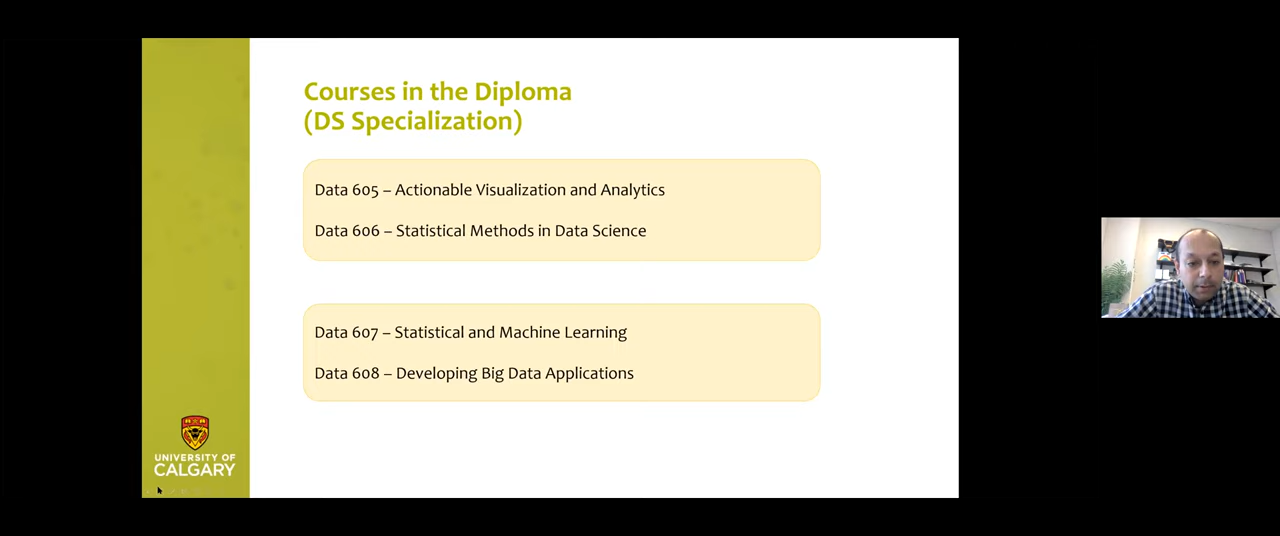 Courses in the Diploma
(DS Specialization)
Data 605 – Actionable Visualization and Analytics
Data 606 – Statistical Methods in Data Science
Data 607 – Statistical and Machine Learning
Data 608 – Developing Big Data Applications
UNIVERSITY OF
CALGARY